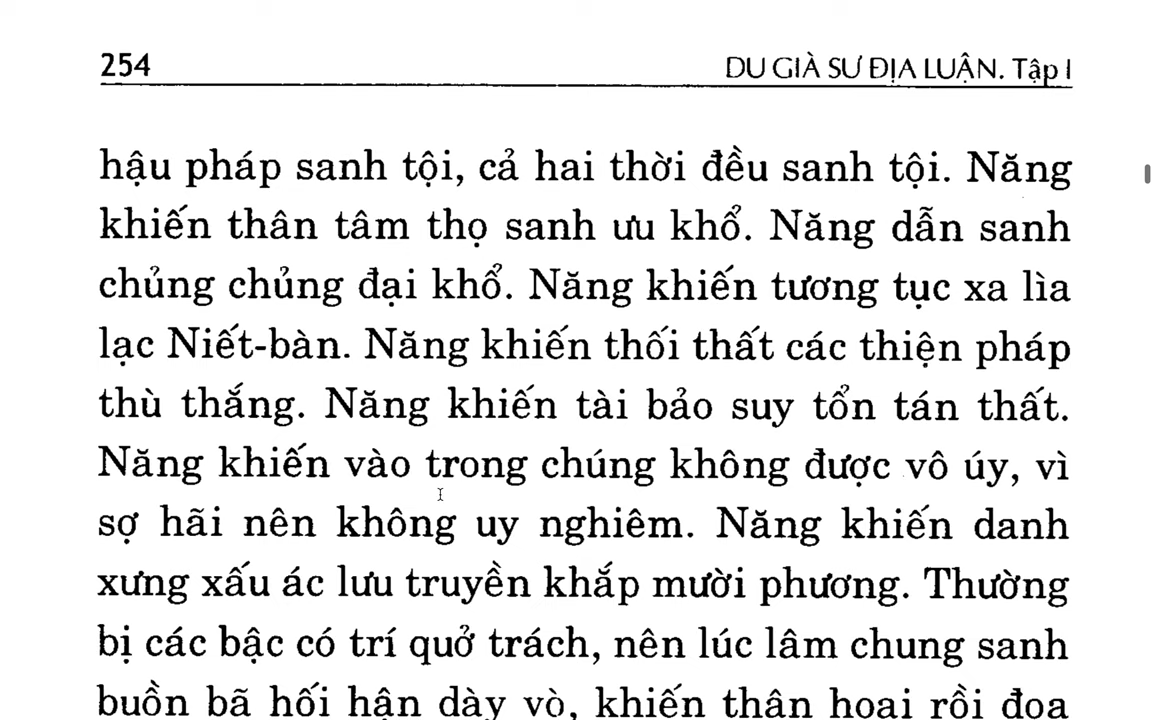 254
DU GIÀ SƯ ĐỊA LUẬN. Tập I
hậu pháp sanh tội, cả hai thời đều sanh tội. Năng
khiến thân tâm thọ sanh ưu khổ. Năng dẫn sanh
chủng chủng đại khổ. Năng khiến tương tục xa lìa
lạc Niết-bàn. Năng khiến thối thất các thiện pháp
thù thắng. Năng khiến tài bảo suy tổn tán thất.
Năng khiến vào trong chúng không được vô úy, vì
sợ hãi nên không uy nghiêm. Năng khiến danh
xưng xấu ác lưu truyền khắp mười phương. Thường
bị các bậc có trí quở trách, nên lúc lâm chung sanh
buồn bã hối hận dày vò, khiến thân hoại rồi đọa